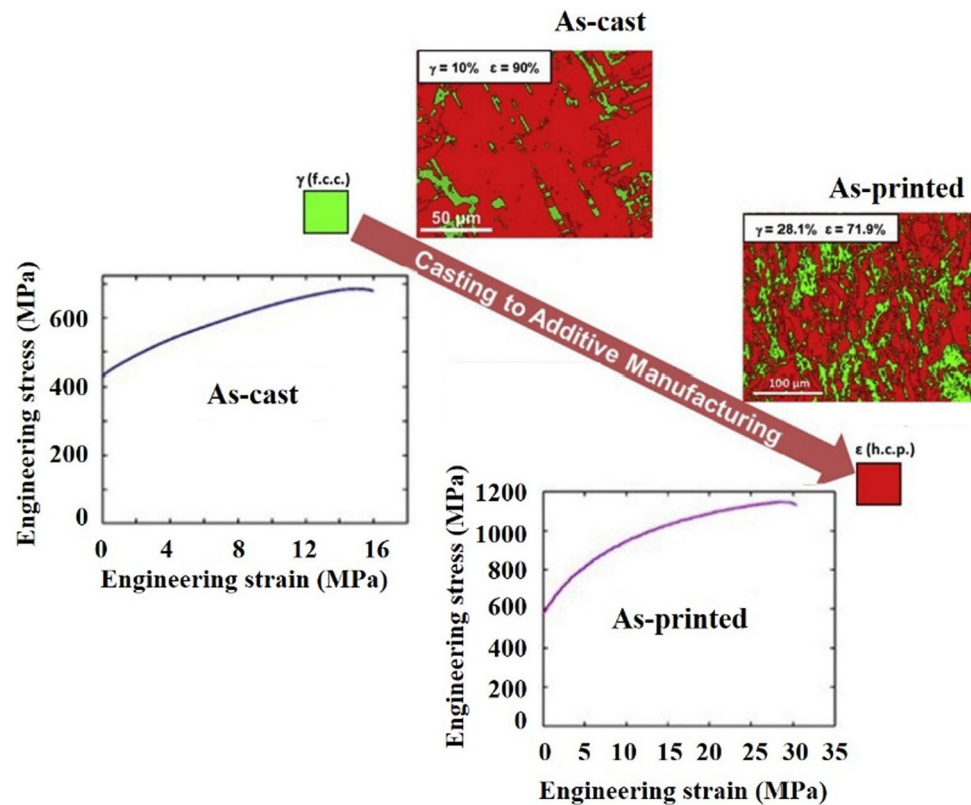 As-cast
γ = 10% ε = 90%
50 μm
γ (f.c.c.)
As-printed
γ = 28.1% ε = 71.9%
100 μm
Casting to Additive Manufacturing
ε (h.c.p.)
Engineering stress (MPa)
600
400
200
0
As-cast
0 4 8 12 16
Engineering strain (MPa)
Engineering stress (MPa)
1200
1000
800
600
400
200
0
As-printed
0 5 10 15 20 25 30 35
Engineering strain (MPa)